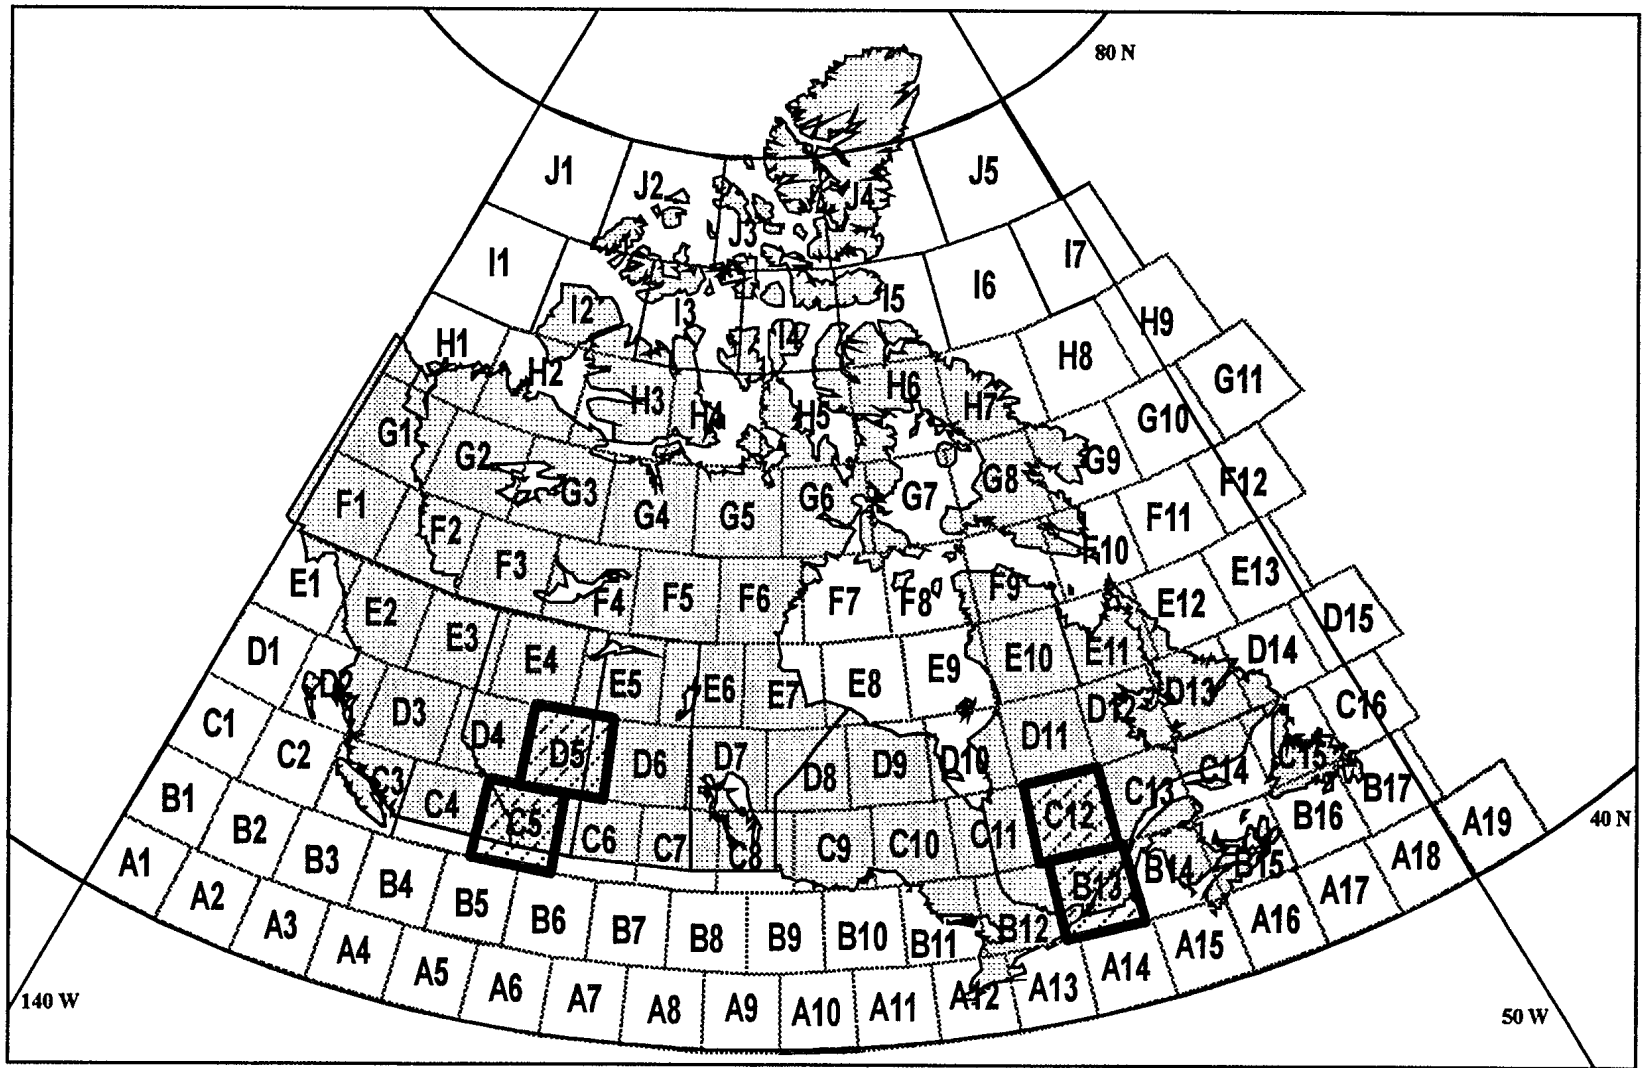 80 N
J1 J2 J3 J4 J5
I1 I2 I3 I4 I5 I6 I7
H1 H2 H3 H4 H5 H6 H7 H8 H9
G1 G2 G3 G4 G5 G6 G7 G8 G9 G10 G11
F1 F2 F3 F4 F5 F6 F7 F8 F9 F10 F11 F12
E1 E2 E3 E4 E5 E6 E7 E8 E9 E10 E11 E12 E13
D1 D2 D3 D4 D5 D6 D7 D8 D9 D10 D11 D12 D13 D14 D15
C1 C2 C3 C4 C5 C6 C7 C8 C9 C10 C11 C12 C13 C14 C15 C16
B1 B2 B3 B4 B5 B6 B7 B8 B9 B10 B11 B12 B13 B14 B15 B16 B17
A1 A2 A3 A4 A5 A6 A7 A8 A9 A10 A11 A12 A13 A14 A15 A16 A17 A18 A19
40 N
140 W
50 W